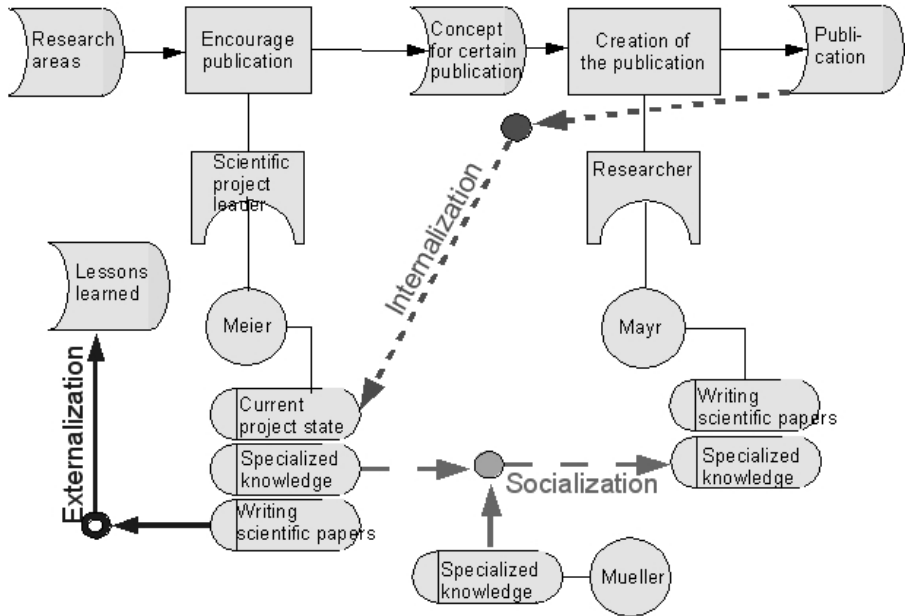 Research
areas
Encourage
publication
Concept
for certain
publication
Creation of
the publication
Publi-
cation
Scientific
project
leader
Researcher
Internalization
Lessons
learned
Meier
Mayr
Externalization
Current
project state
Writing
scientific papers
Specialized
knowledge
Specialized
knowledge
Socialization
Writing
scientific papers
Specialized
knowledge
Mueller